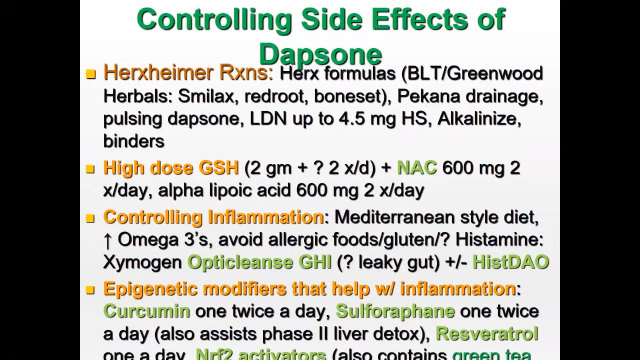 Controlling Side Effects of
Dapsone
Herxheimer Rxns: Herx formulas (BLT/Greenwood
Herbals: Smilax, redroot, boneset), Pekana drainage,
pulsing dapsone, LDN up to 4.5 mg HS, Alkalinize,
binders
High dose GSH (2 gm + ? 2 x/d) + NAC 600 mg 2
x/day, alpha lipoic acid 600 mg 2 x/day
Controlling Inflammation: Mediterranean style diet,
↑ Omega 3's, avoid allergic foods/gluten/? Histamine:
Xymogen Opticleanse GHI (? leaky gut) +/- HistDAO
Epigenetic modifiers that help w/ inflammation:
Curcumin one twice a day, Sulforaphane one twice
a day (also assists phase II liver detox), Resveratrol
one a day, Nrf2 activators (also contains green tea